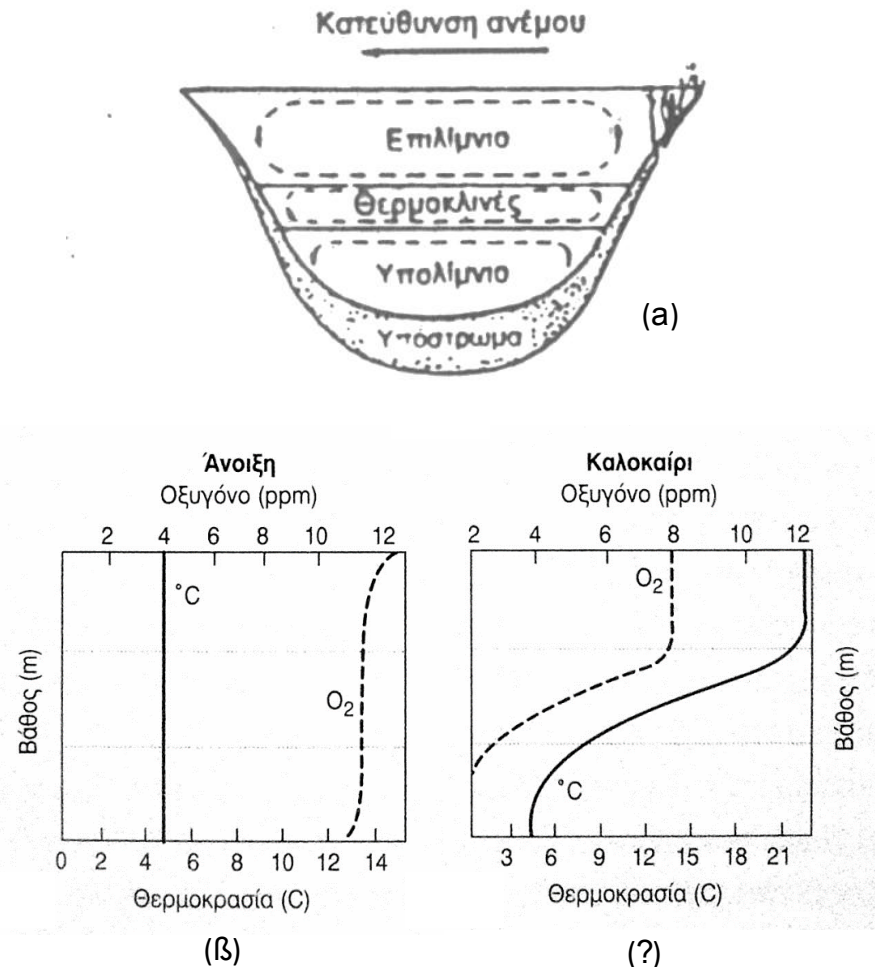 Κατεύθυνση ανέμου
Επιλίμνιο
Θερμοκλινές
Υπολίμνιο
Υπόστρωμα
(a)
Άνοιξη
Οξυγόνο (ppm)
2 4 6 8 10 12
°C
O2
Βάθος (m)
0 2 4 6 8 10 12 14
Θερμοκρασία (C)
(ß)
Καλοκαίρι
Οξυγόνο (ppm)
2 4 6 8 10 12
O2
°C
Βάθος (m)
3 6 9 12 15 18 21
Θερμοκρασία (C)
(?)